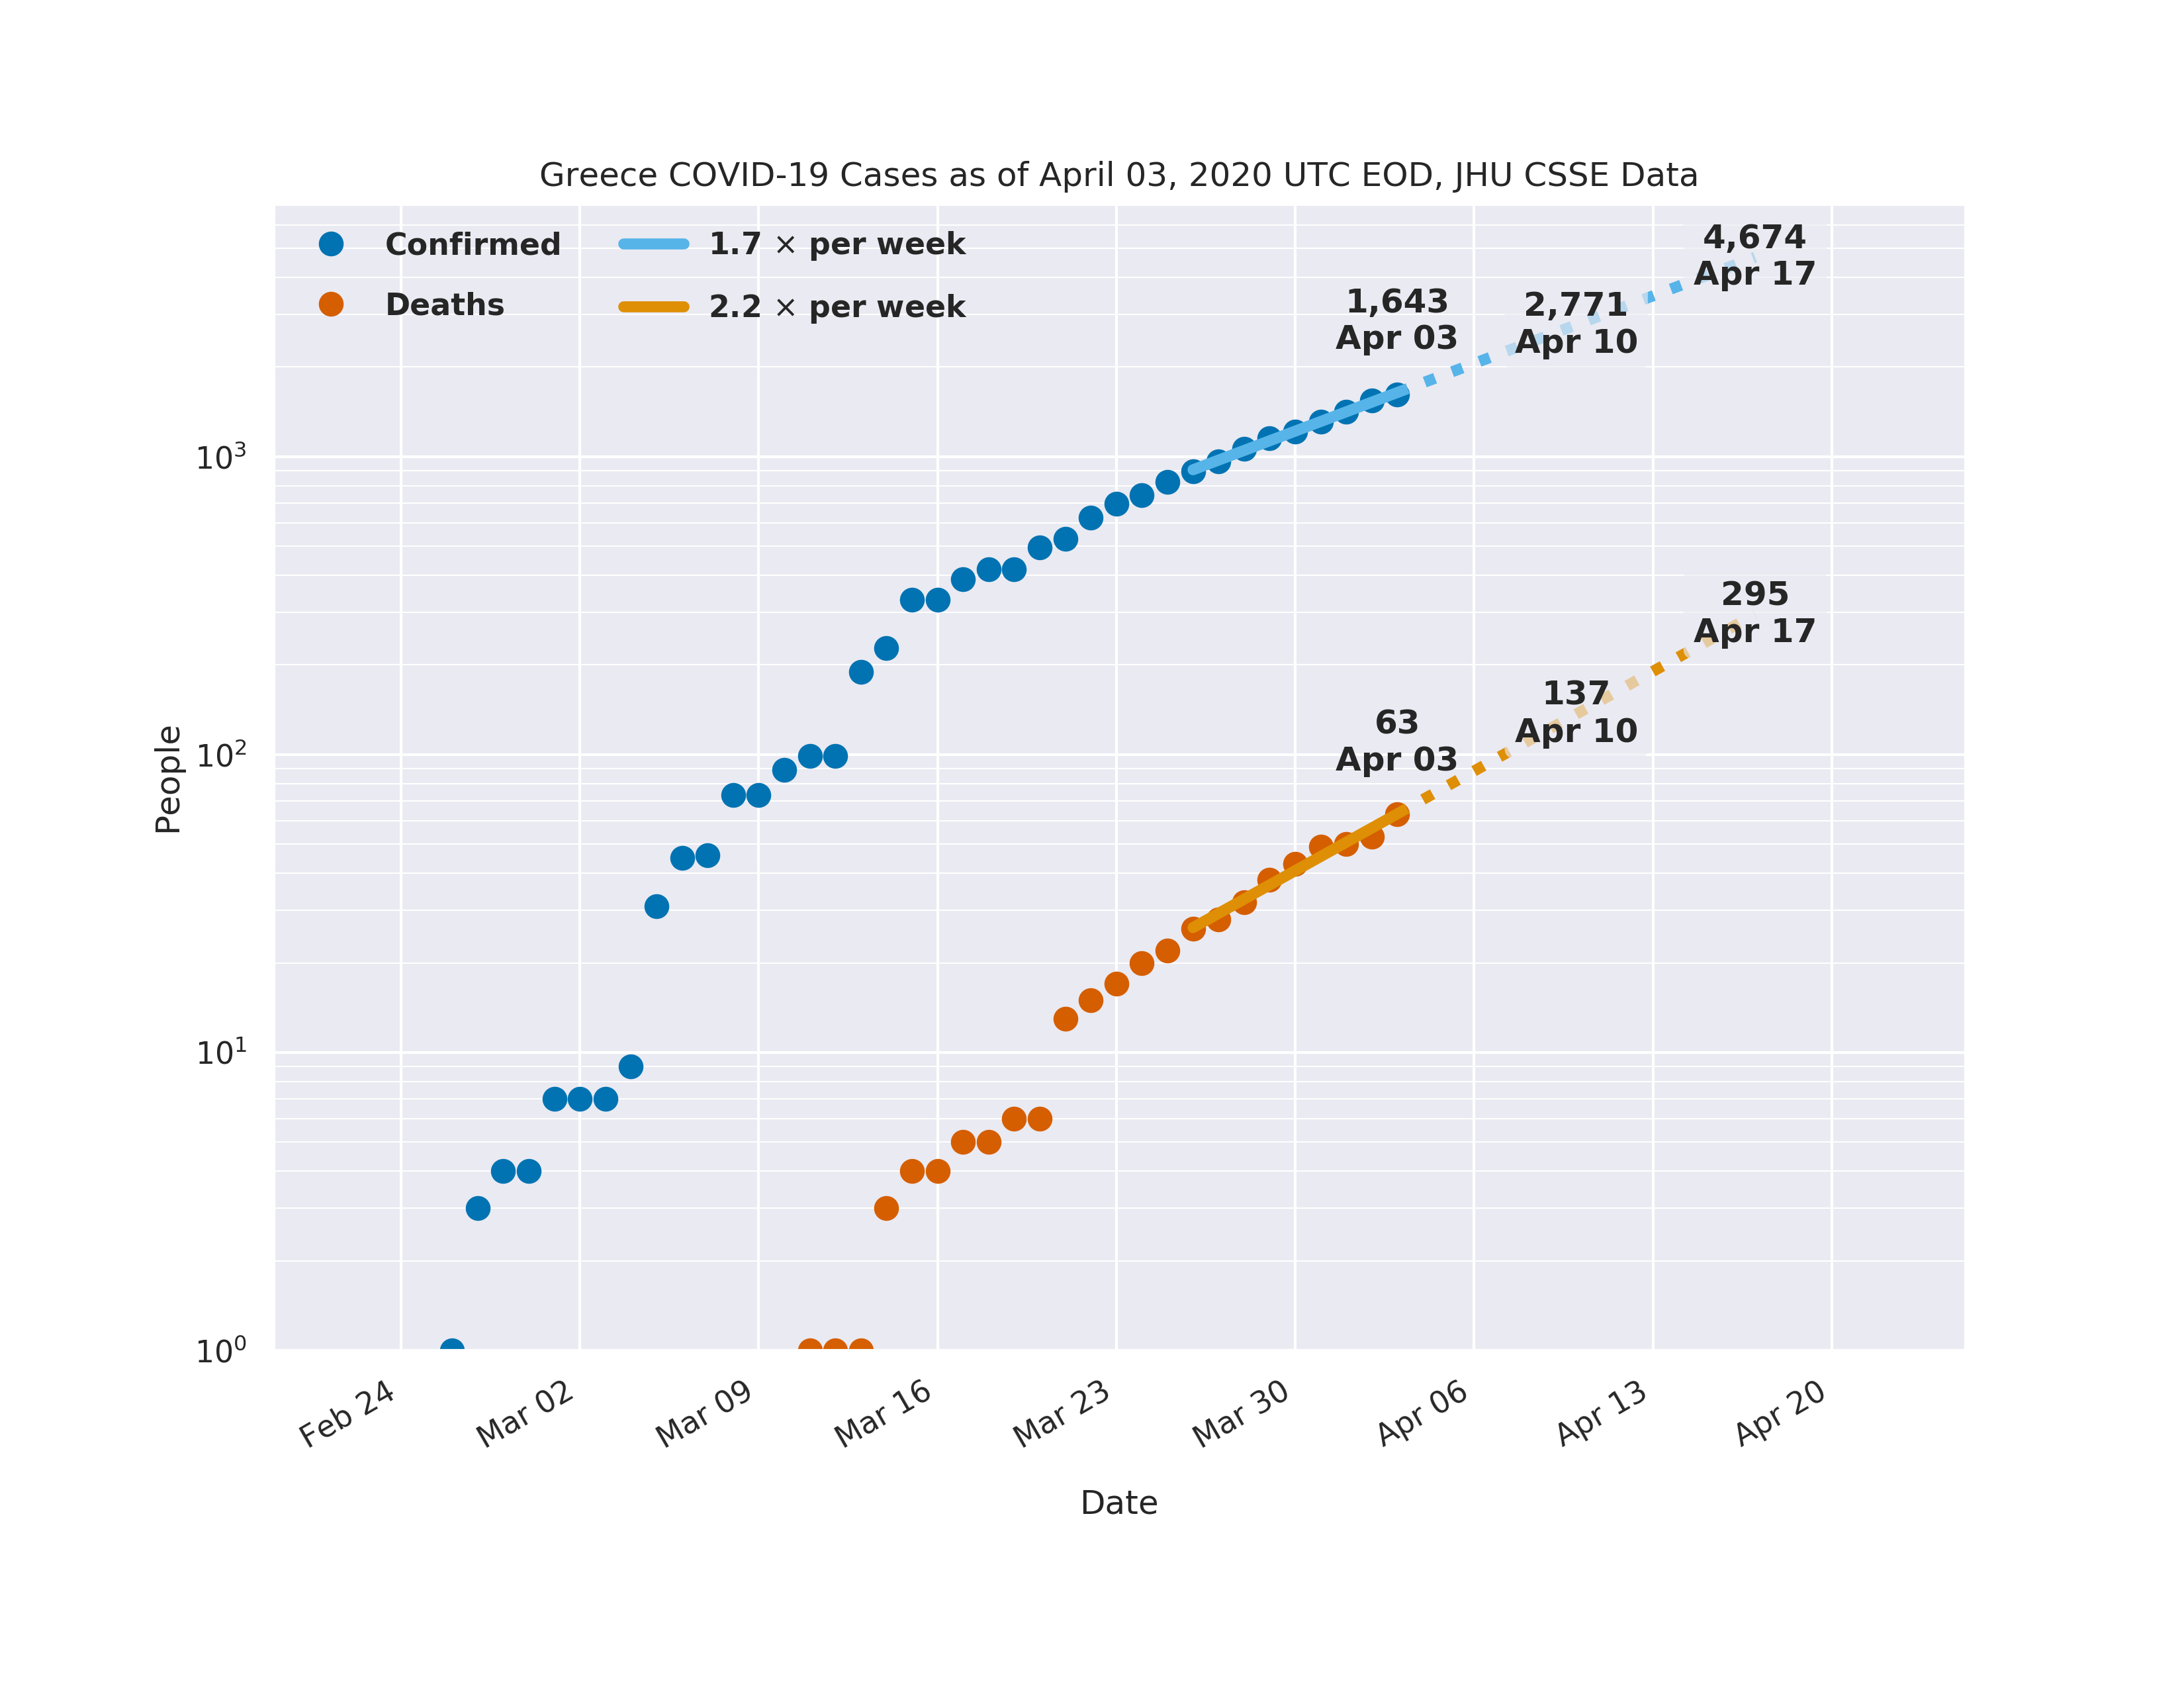 Greece COVID-19 Cases as of April 03, 2020 UTC EOD, JHU CSSE Data
Confirmed
Deaths
1.7 × per week
2.2 × per week
4,674
Apr 17
1,643
Apr 03
2,771
Apr 10
295
Apr 17
137
Apr 10
63
Apr 03
People
10³
10²
10¹
10⁰
Feb 24
Mar 02
Mar 09
Mar 16
Mar 23
Mar 30
Apr 06
Apr 13
Apr 20
Date